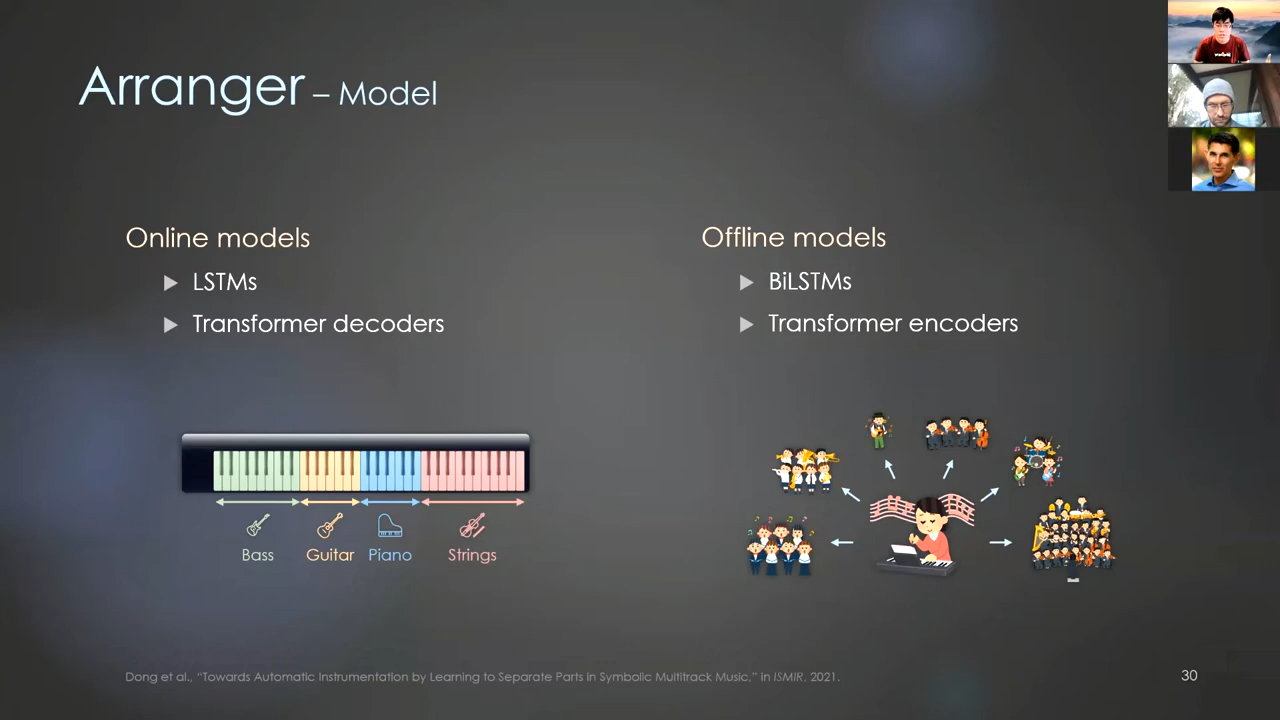 Arranger – Model
Online models
LSTMs
Transformer decoders
Offline models
BiLSTMs
Transformer encoders
Bass Guitar Piano Strings
Dong et al., “Towards Automatic Instrumentation by Learning to Separate Parts in Symbolic Multitrack Music,” in ISMIR, 2021.
30